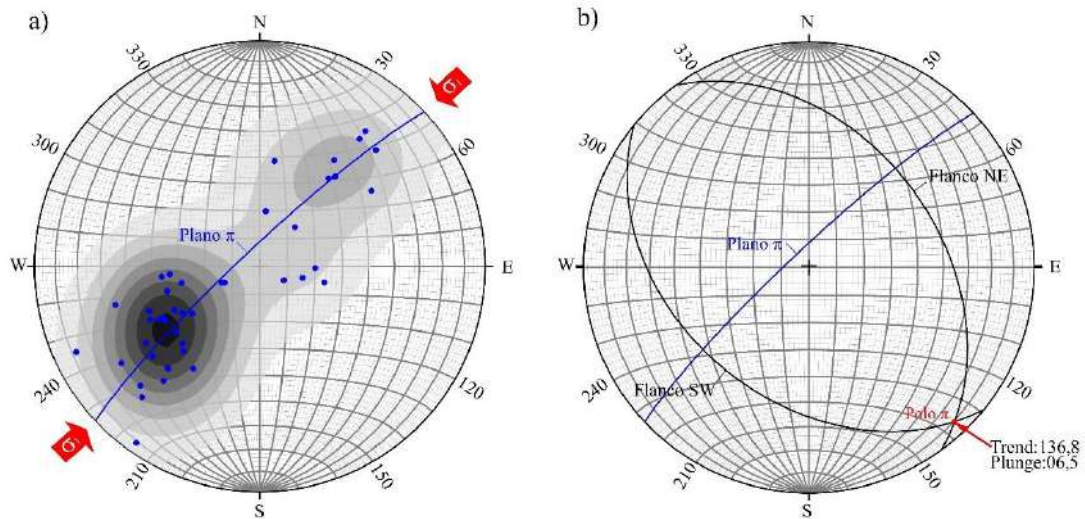 a)
N
330
30
σ₁
300
60
Plano π
W
E
240
120
σ₁
210
150
S
b)
N
330
30
300
60
Flanco NE
Plano π
W
E
240
Flanco SW
120
Polo π
210
150
Trend:136,8
Plunge:06,5
S